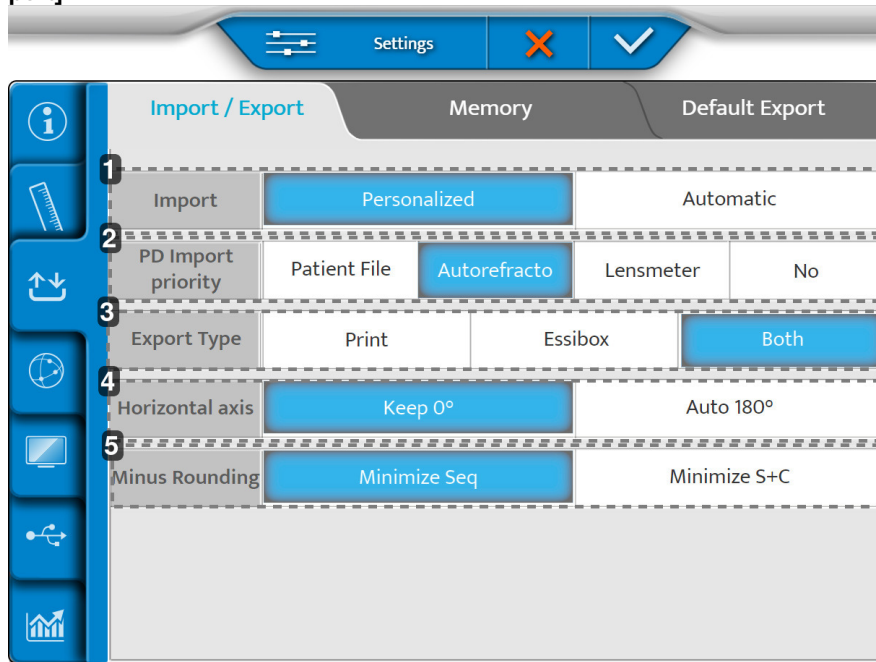 Settings
Import / Export Memory Default Export
1
Import Personalized Automatic
2
PD Import
priority Patient File Autorefracto Lensmeter No
3
Export Type Print Essibox Both
4
Horizontal axis Keep 0° Auto 180°
5
Minus Rounding Minimize Seq Minimize S+C